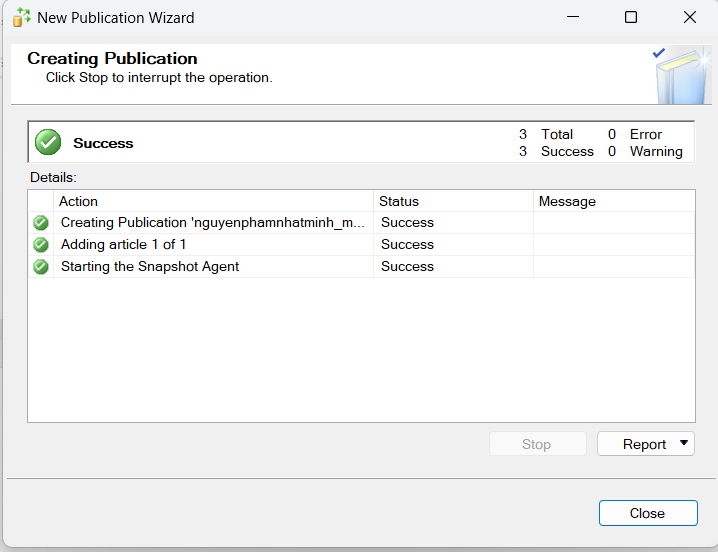 New Publication Wizard
Creating Publication
Click Stop to interrupt the operation.
Success
3 Total 0 Error
3 Success 0 Warning
Details:
Action Status Message
Creating Publication 'nguyenphamnhatminh_m... Success
Adding article 1 of 1 Success
Starting the Snapshot Agent Success
Stop Report
Close